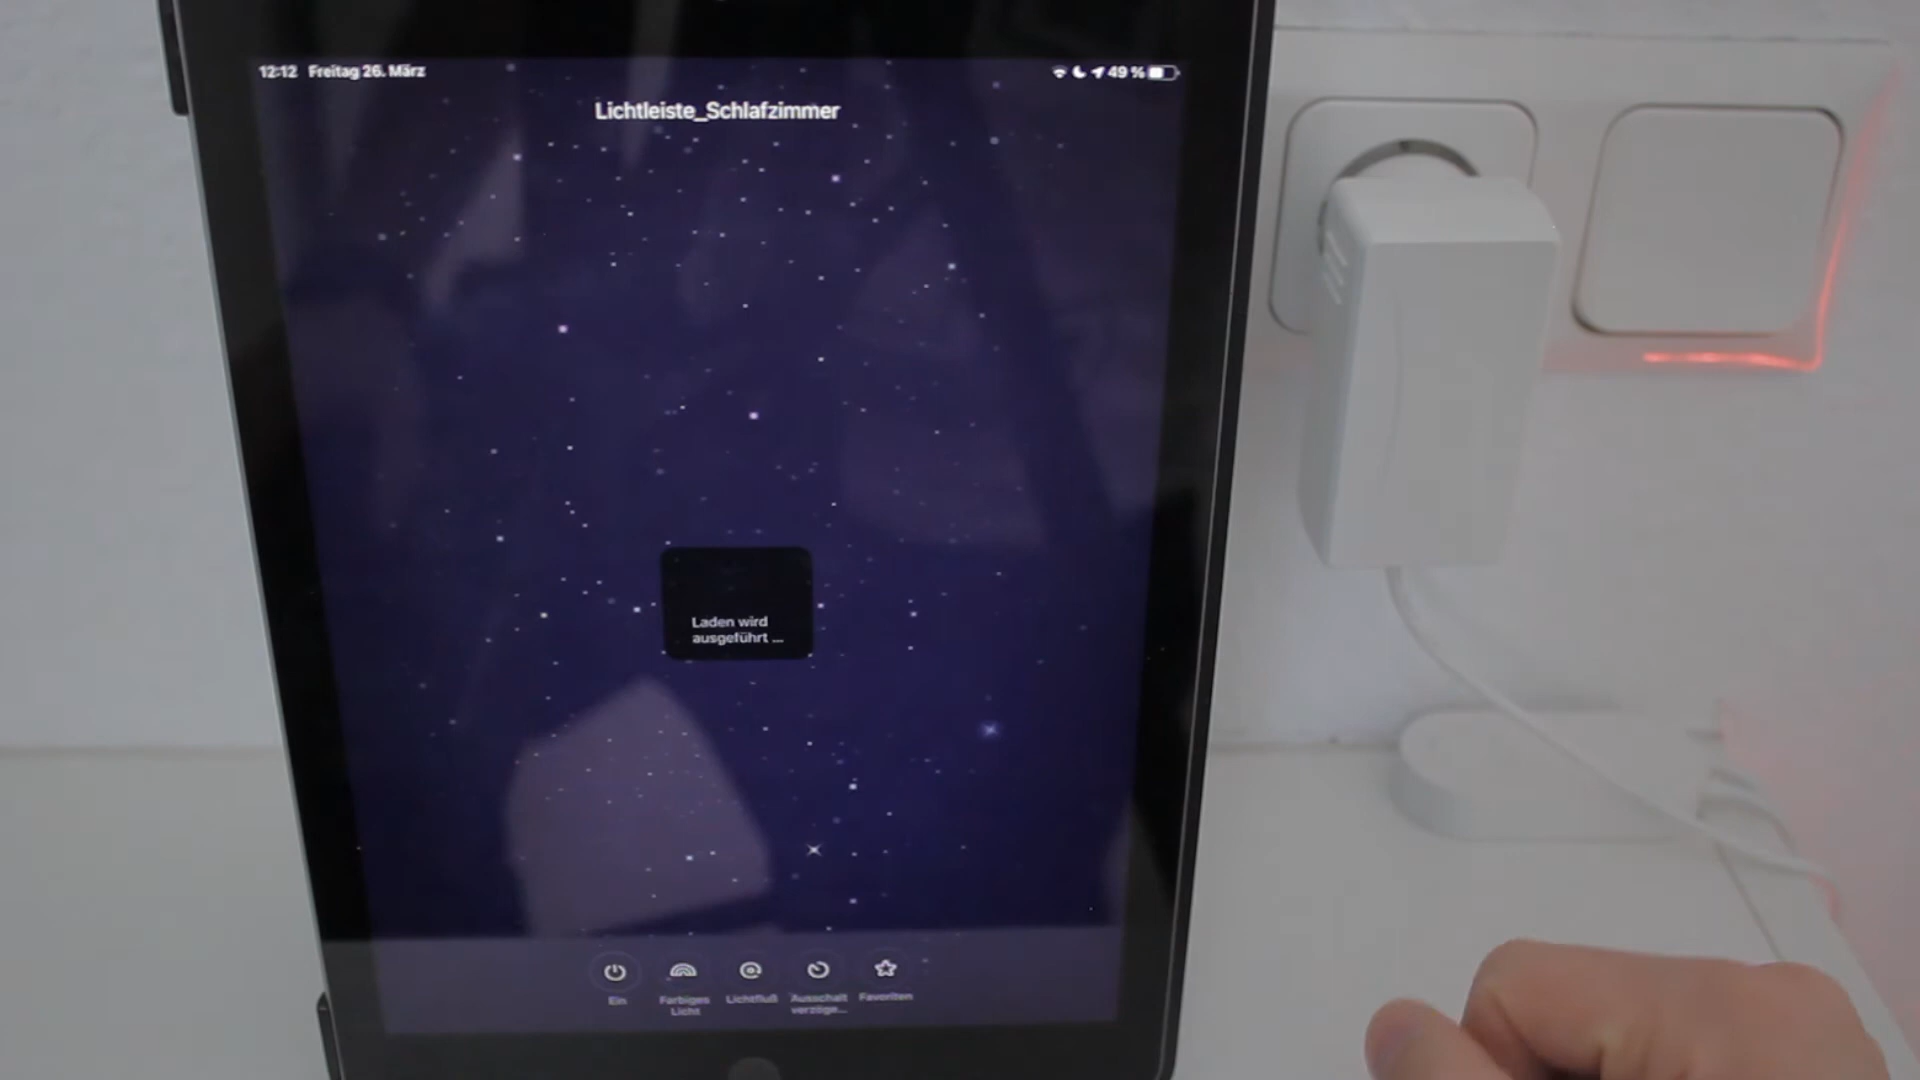 12:12 Freitag 26. März
49 %
Lichtleiste_Schlafzimmer
Laden wird
ausgeführt ...
Ein
Farbiges
Licht
Lichtfluß
Ausschalt
verzöge...
Favoriten